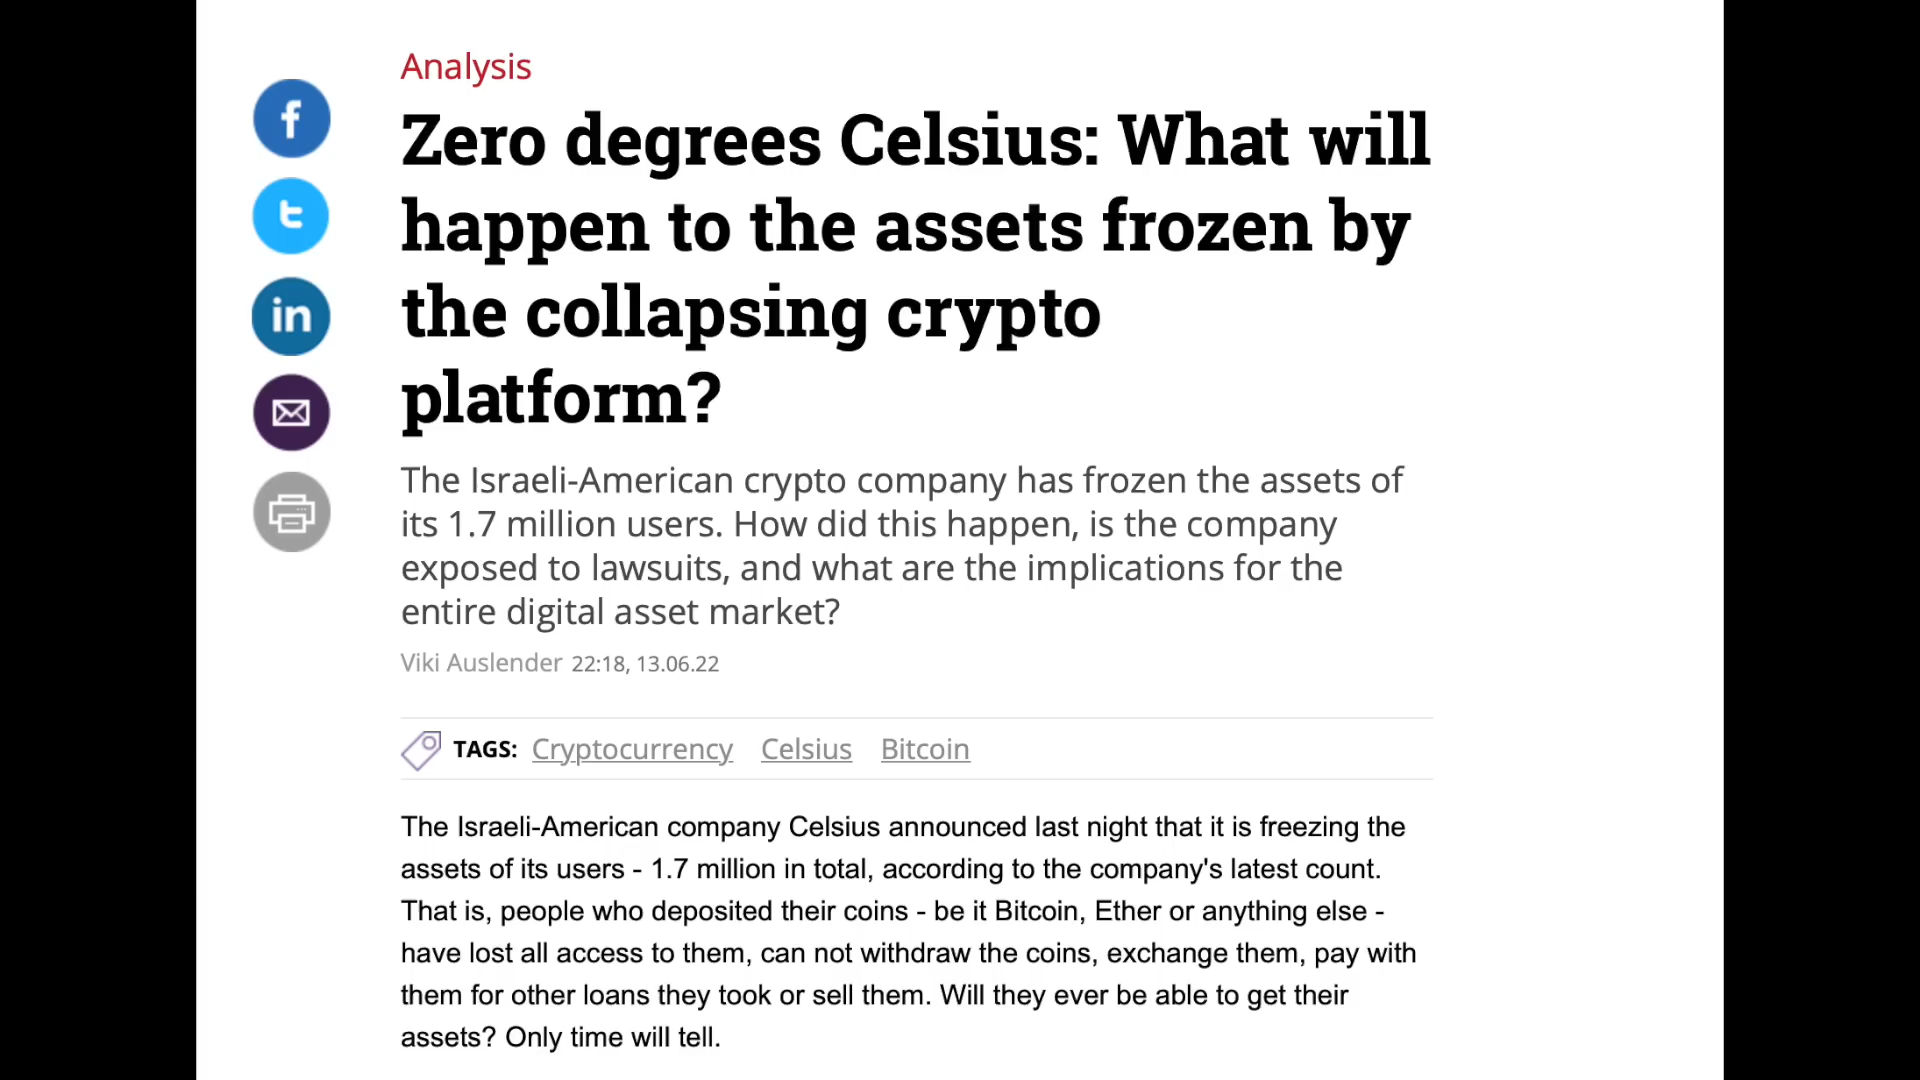 Analysis
Zero degrees Celsius: What will
happen to the assets frozen by
the collapsing crypto
platform?
The Israeli-American crypto company has frozen the assets of
its 1.7 million users. How did this happen, is the company
exposed to lawsuits, and what are the implications for the
entire digital asset market?
Viki Auslender 22:18, 13.06.22
TAGS: Cryptocurrency Celsius Bitcoin
The Israeli-American company Celsius announced last night that it is freezing the
assets of its users - 1.7 million in total, according to the company's latest count.
That is, people who deposited their coins - be it Bitcoin, Ether or anything else -
have lost all access to them, can not withdraw the coins, exchange them, pay with
them for other loans they took or sell them. Will they ever be able to get their
assets? Only time will tell.